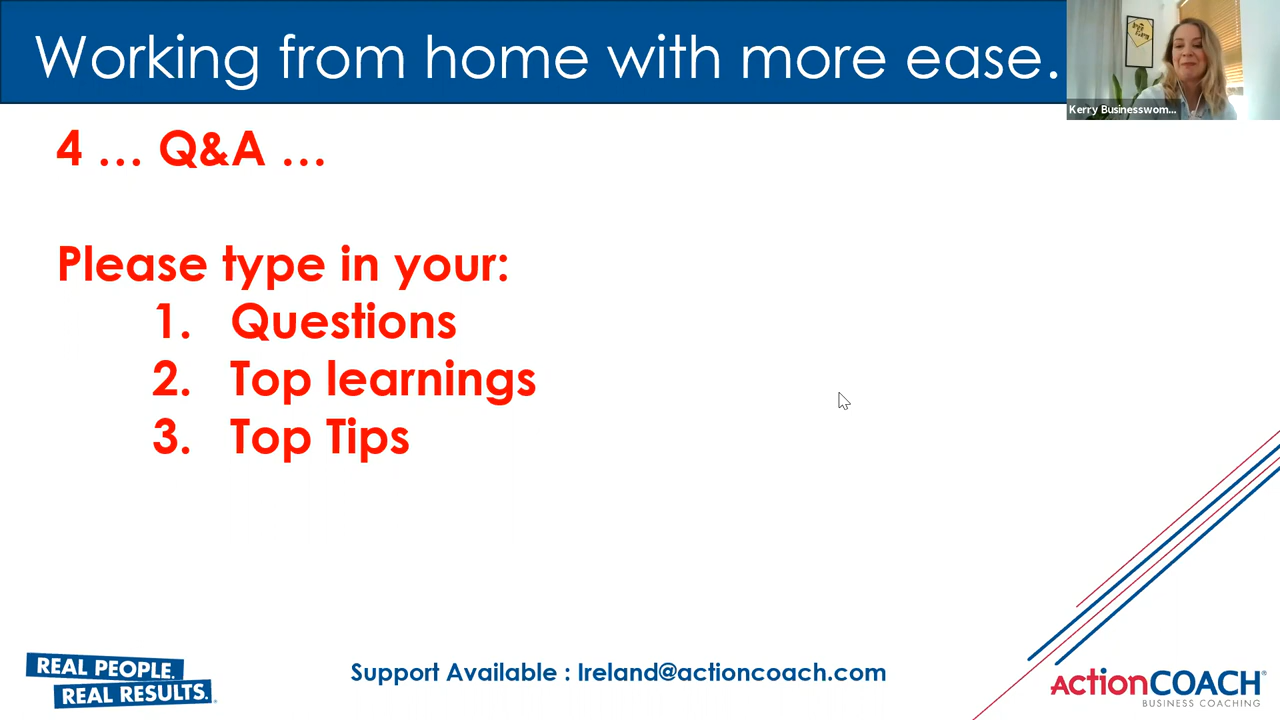 Working from home with more ease.
Kerry Businesswom...
4 ... Q&A ...
Please type in your:
1. Questions
2. Top learnings
3. Top Tips
REAL PEOPLE.
REAL RESULTS.
Support Available : Ireland@actioncoach.com
ActionCOACH®
BUSINESS COACHING